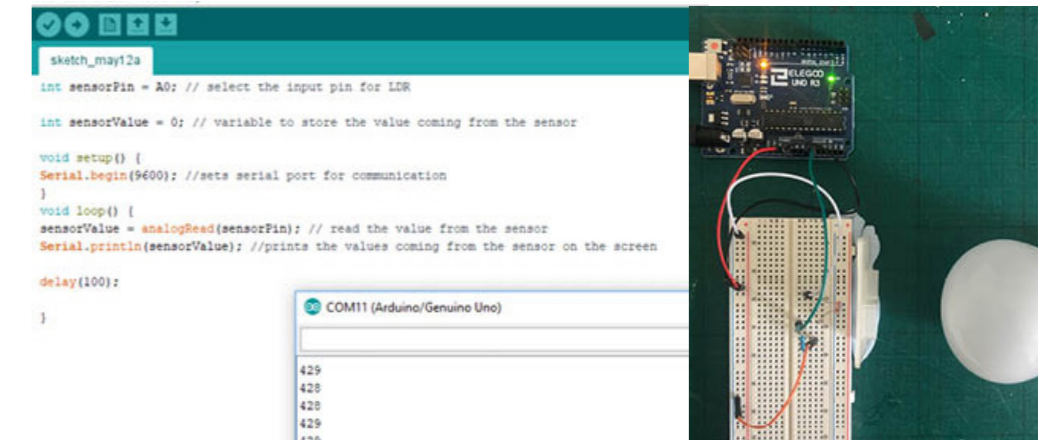 sketch_may12a
int sensorPin = A0; // select the input pin for LDR
int sensorValue = 0; // variable to store the value coming from the sensor
void setup() {
Serial.begin(9600); //sets serial port for communication
}
void loop() {
sensorValue = analogRead(sensorPin); // read the value from the sensor
Serial.println(sensorValue); //prints the values coming from the sensor on the screen
delay(100);
}
COM11 (Arduino/Genuino Uno)
429
428
428
429
ELEGOO
UNO R3